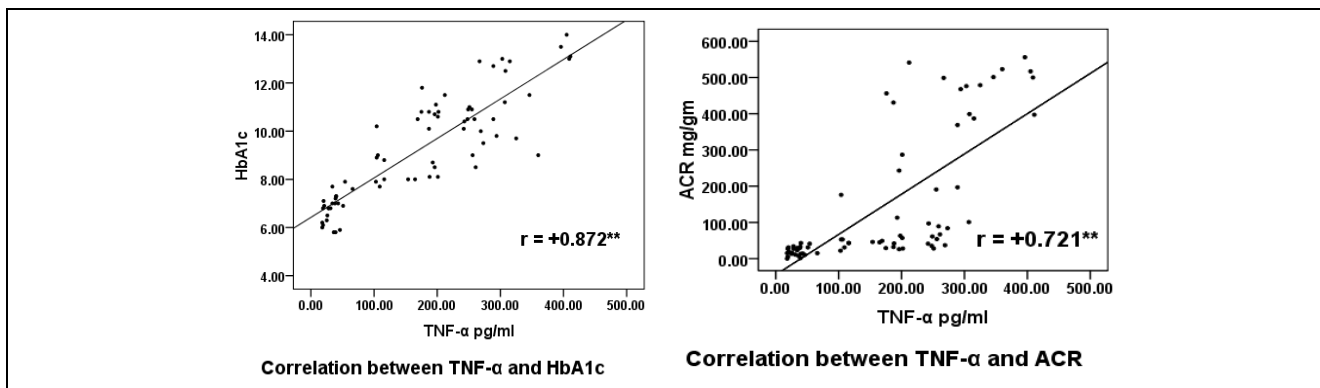 14.00
12.00
10.00
8.00
6.00
4.00
HbA1c
r = +0.872**
0.00 100.00 200.00 300.00 400.00 500.00
TNF-α pg/ml
Correlation between TNF-α and HbA1c
600.00
500.00
400.00
300.00
200.00
100.00
0.00
ACR mg/gm
r = +0.721**
0.00 100.00 200.00 300.00 400.00 500.00
TNF-α pg/ml
Correlation between TNF-α and ACR